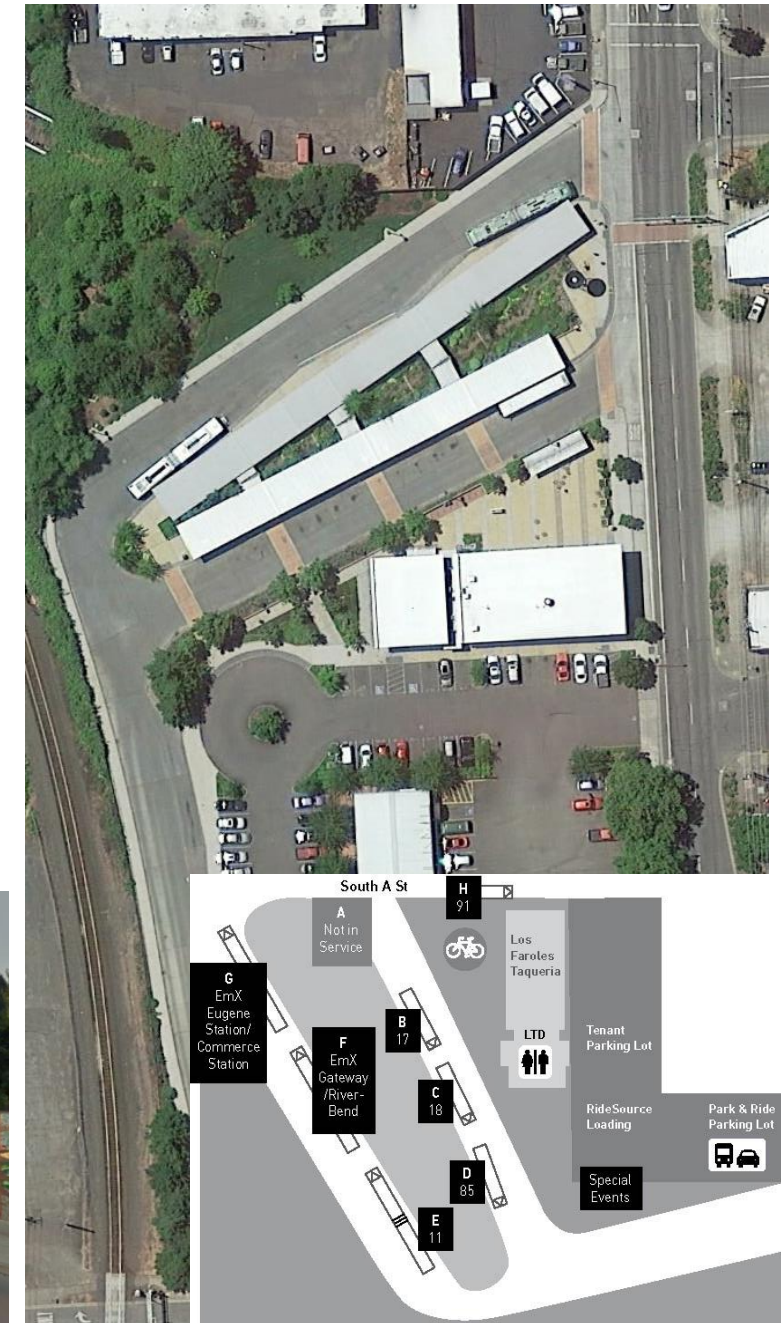 South A St
H
91
A
Not in
Service
Los
Faroles
Taqueria
G
EmX
Eugene
Station/
Commerce
Station
F
EmX
Gateway
/River-
Bend
B
17
LTD
Tenant
Parking Lot
C
18
RideSource
Loading
Park & Ride
Parking Lot
D
85
Special
Events
E
11